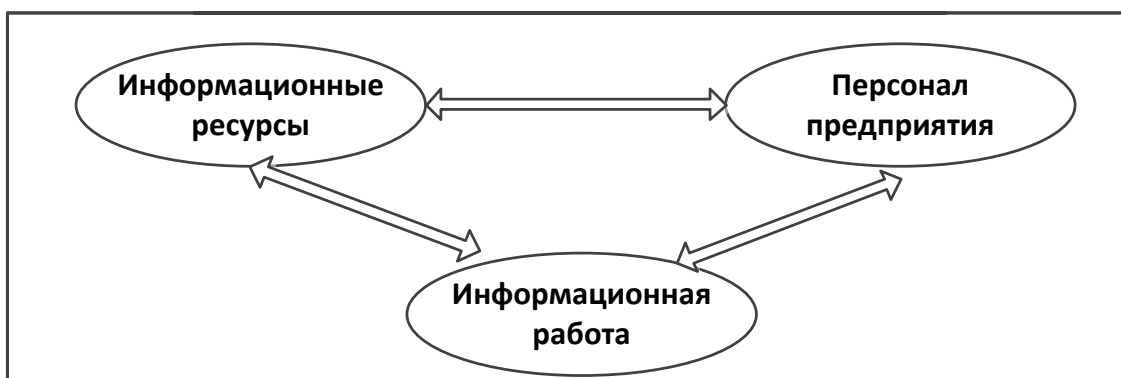 Информационные
ресурсы
Персонал
предприятия
Информационная
работа